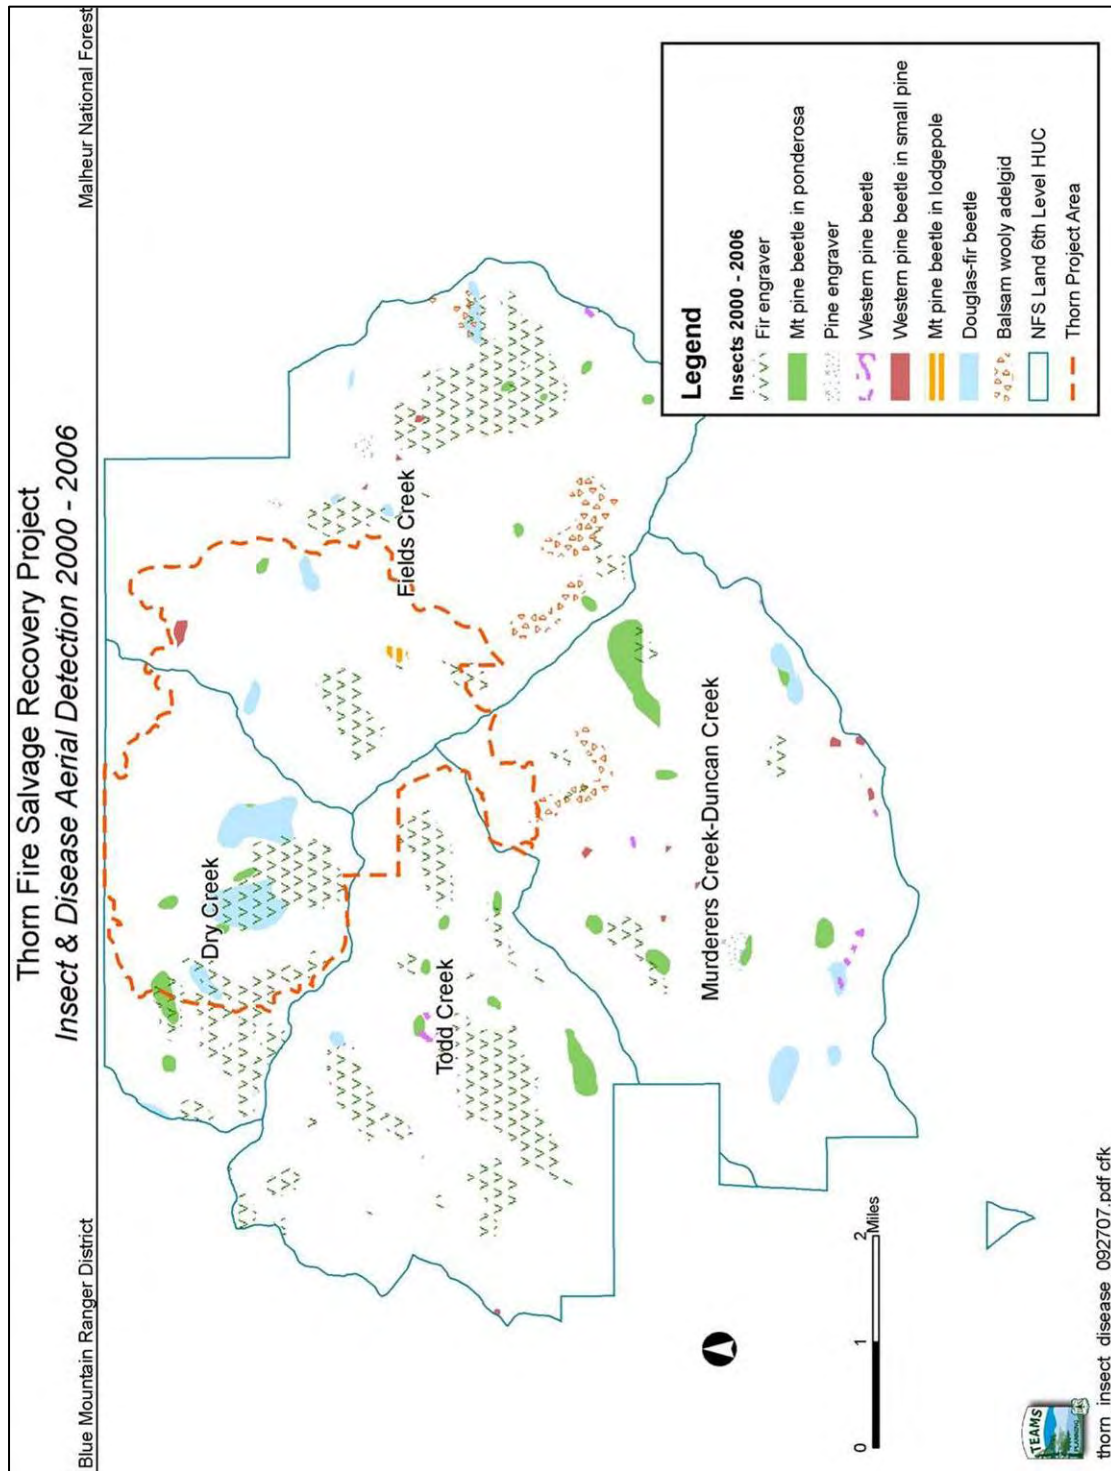 Thorn Fire Salvage Recovery Project
Insect & Disease Aerial Detection 2000 - 2006
Blue Mountain Ranger District
Malheur National Forest
Dry Creek
Fields Creek
Todd Creek
Murderers Creek-Duncan Creek
Legend
Insects 2000 - 2006
Fir engraver
Mt pine beetle in ponderosa
Pine engraver
Western pine beetle
Western pine beetle in small pine
Mt pine beetle in lodgepole
Douglas-fir beetle
Balsam wooly adelgid
NFS Land 6th Level HUC
Thorn Project Area
0 1 2
Miles
TEAMS
PLANNING
thorn_insect_disease_092707.pdf cfk